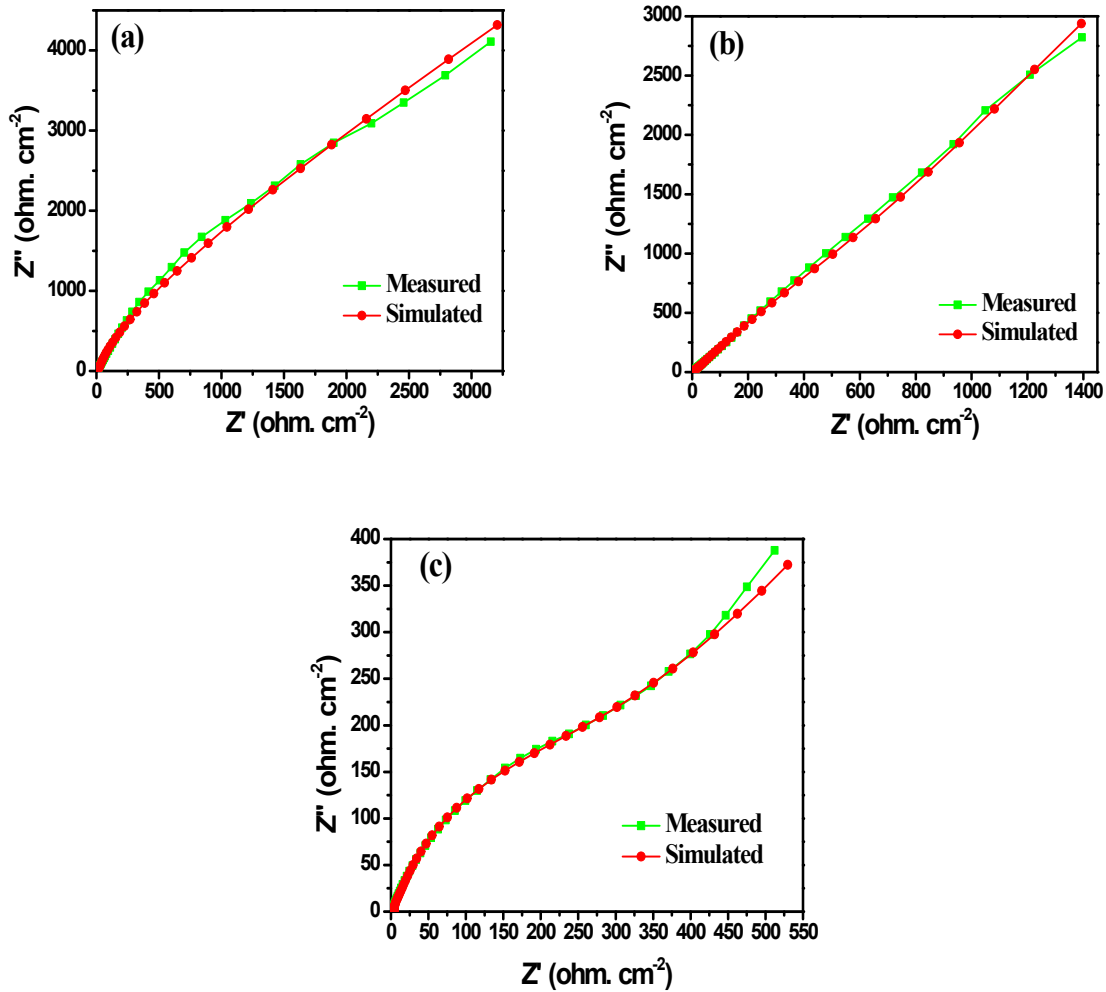 (a)
Z'' (ohm. cm-2)
4000
3000
2000
1000
0
Measured
Simulated
0 500 1000 1500 2000 2500 3000
Z' (ohm. cm-2)
(b)
Z'' (ohm. cm-2)
3000
2500
2000
1500
1000
500
0
Measured
Simulated
0 200 400 600 800 1000 1200 1400
Z' (ohm. cm-2)
(c)
Z'' (ohm. cm-2)
400
350
300
250
200
150
100
50
0
Measured
Simulated
0 50 100 150 200 250 300 350 400 450 500 550
Z' (ohm. cm-2)